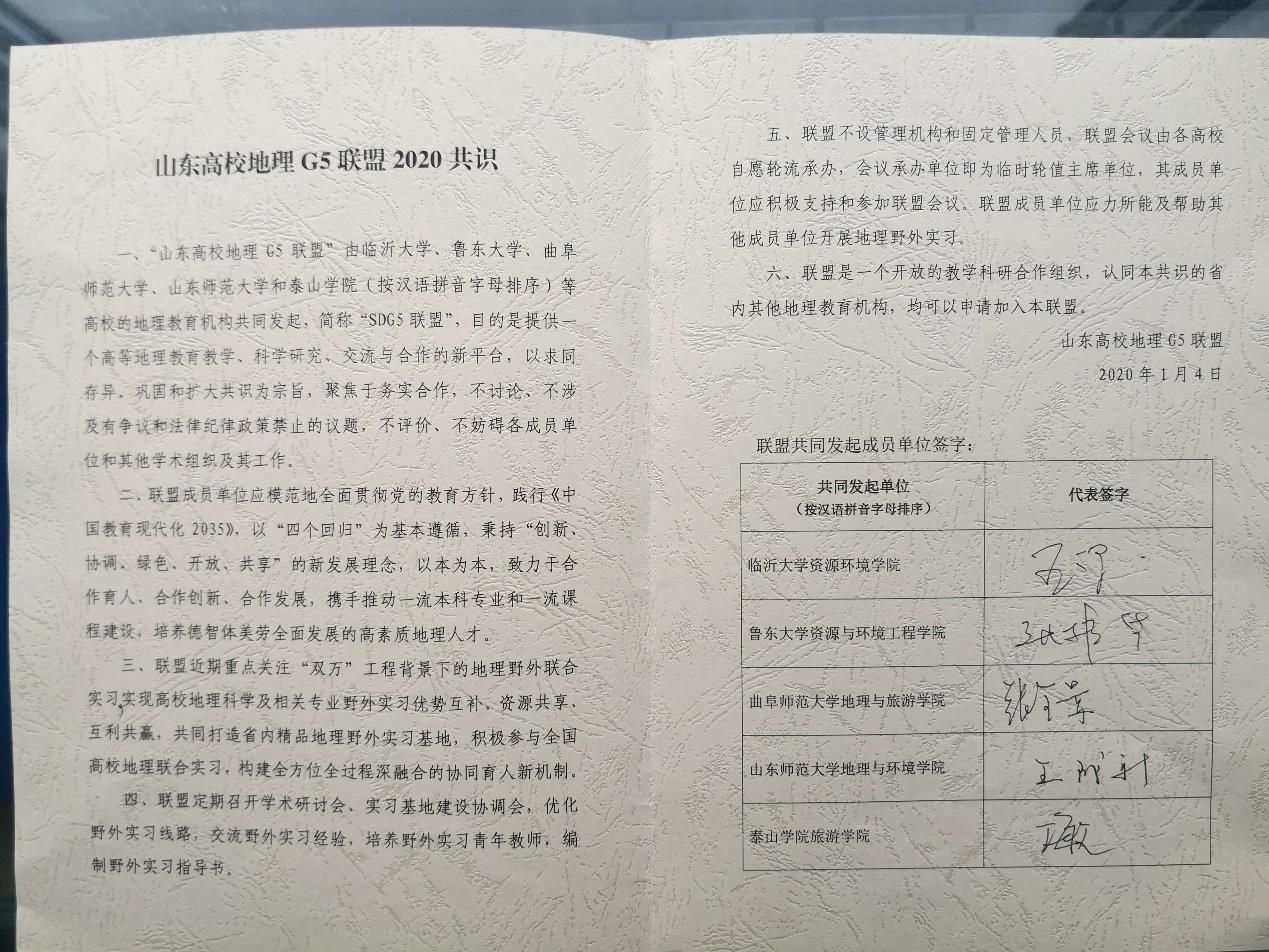 山东高校地理 G5 联盟 2020 共识
一、“山东高校地理 G5 联盟”由临沂大学、鲁东大学、曲阜
师范大学、山东师范大学和泰山学院（按汉语拼音字母排序）等
高校的地理教育机构共同发起，简称“SDG5 联盟”，目的是提供一
个高等地理教育教学、科学研究、交流与合作的新平台，以求同
存异、巩固和扩大共识为宗旨，聚焦于务实合作，不讨论、不涉
及有争议和法律纪律政策禁止的议题，不评价、不妨碍各成员单
位和其他学术组织及其工作。
二、联盟成员单位应模范地全面贯彻党的教育方针，践行《中
国教育现代化 2035》，以“四个回归”为基本遵循，秉持“创新、
协调、绿色、开放、共享”的新发展理念，以本为本，致力于合
作育人、合作创新、合作发展，携手推动一流本科专业和一流课
程建设，培养德智体美劳全面发展的高素质地理人才。
三、联盟近期重点关注“双万”工程背景下的地理野外联合
实习，实现高校地理科学及相关专业野外实习优势互补、资源共享、
互利共赢，共同打造省内精品地理野外实习基地，积极参与全国
高校地理联合实习，构建全方位全过程深融合的协同育人新机制。
四、联盟定期召开学术研讨会、实习基地建设协调会，优化
野外实习线路，交流野外实习经验，培养野外实习青年教师，编
制野外实习指导书。
五、联盟不设管理机构和固定管理人员，联盟会议由各高校
自愿轮流承办，会议承办单位即为临时轮值主席单位，其成员单
位应积极支持和参加联盟会议。联盟成员单位应力所能及帮助其
他成员单位开展地理野外实习。
六、联盟是一个开放的教学科研合作组织，认同本共识的省
内其他地理教育机构，均可以申请加入本联盟。
山东高校地理 G5 联盟
2020 年 1 月 4 日
联盟共同发起成员单位签字：
共同发起单位
（按汉语拼音字母排序）
代表签字
临沂大学资源环境学院
鲁东大学资源与环境工程学院
曲阜师范大学地理与旅游学院 张全景
山东师范大学地理与环境学院 王成新
泰山学院旅游学院